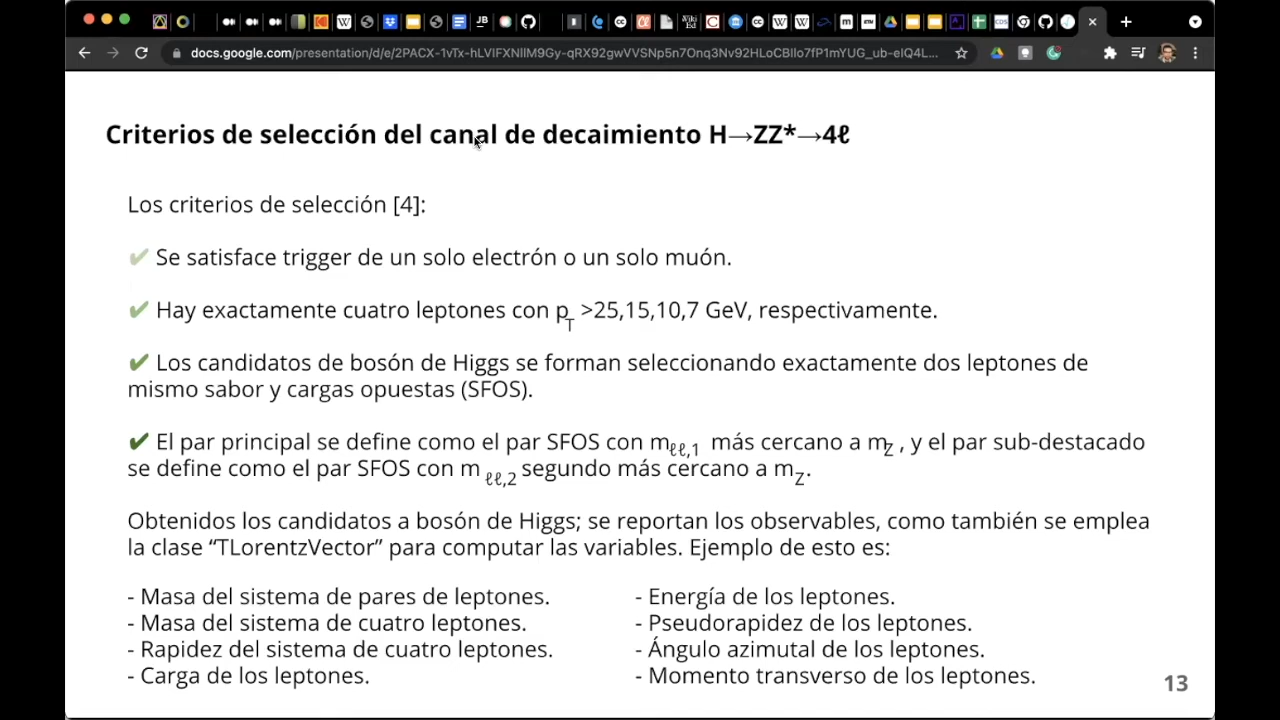 docs.google.com/presentation/d/e/2PACX-1vTx-hLVIFXNIIM9Gy-qRX92gwVVSNp5n7Onq3Nv92HLoCBIlo7fP1mYUG_ub-eIQ4L...
Criterios de selección del canal de decaimiento H→ZZ*→4ℓ
Los criterios de selección [4]:
✔ Se satisface trigger de un solo electrón o un solo muón.
✔ Hay exactamente cuatro leptones con p_T >25,15,10,7 GeV, respectivamente.
✔ Los candidatos de bosón de Higgs se forman seleccionando exactamente dos leptones de
mismo sabor y cargas opuestas (SFOS).
✔ El par principal se define como el par SFOS con m_ℓℓ,1 más cercano a m_Z , y el par sub-destacado
se define como el par SFOS con m_ℓℓ,2 segundo más cercano a m_Z.
Obtenidos los candidatos a bosón de Higgs; se reportan los observables, como también se emplea
la clase “TLorentzVector” para computar las variables. Ejemplo de esto es:
- Masa del sistema de pares de leptones.
- Masa del sistema de cuatro leptones.
- Rapidez del sistema de cuatro leptones.
- Carga de los leptones.
- Energía de los leptones.
- Pseudorapidez de los leptones.
- Ángulo azimutal de los leptones.
- Momento transverso de los leptones.
13